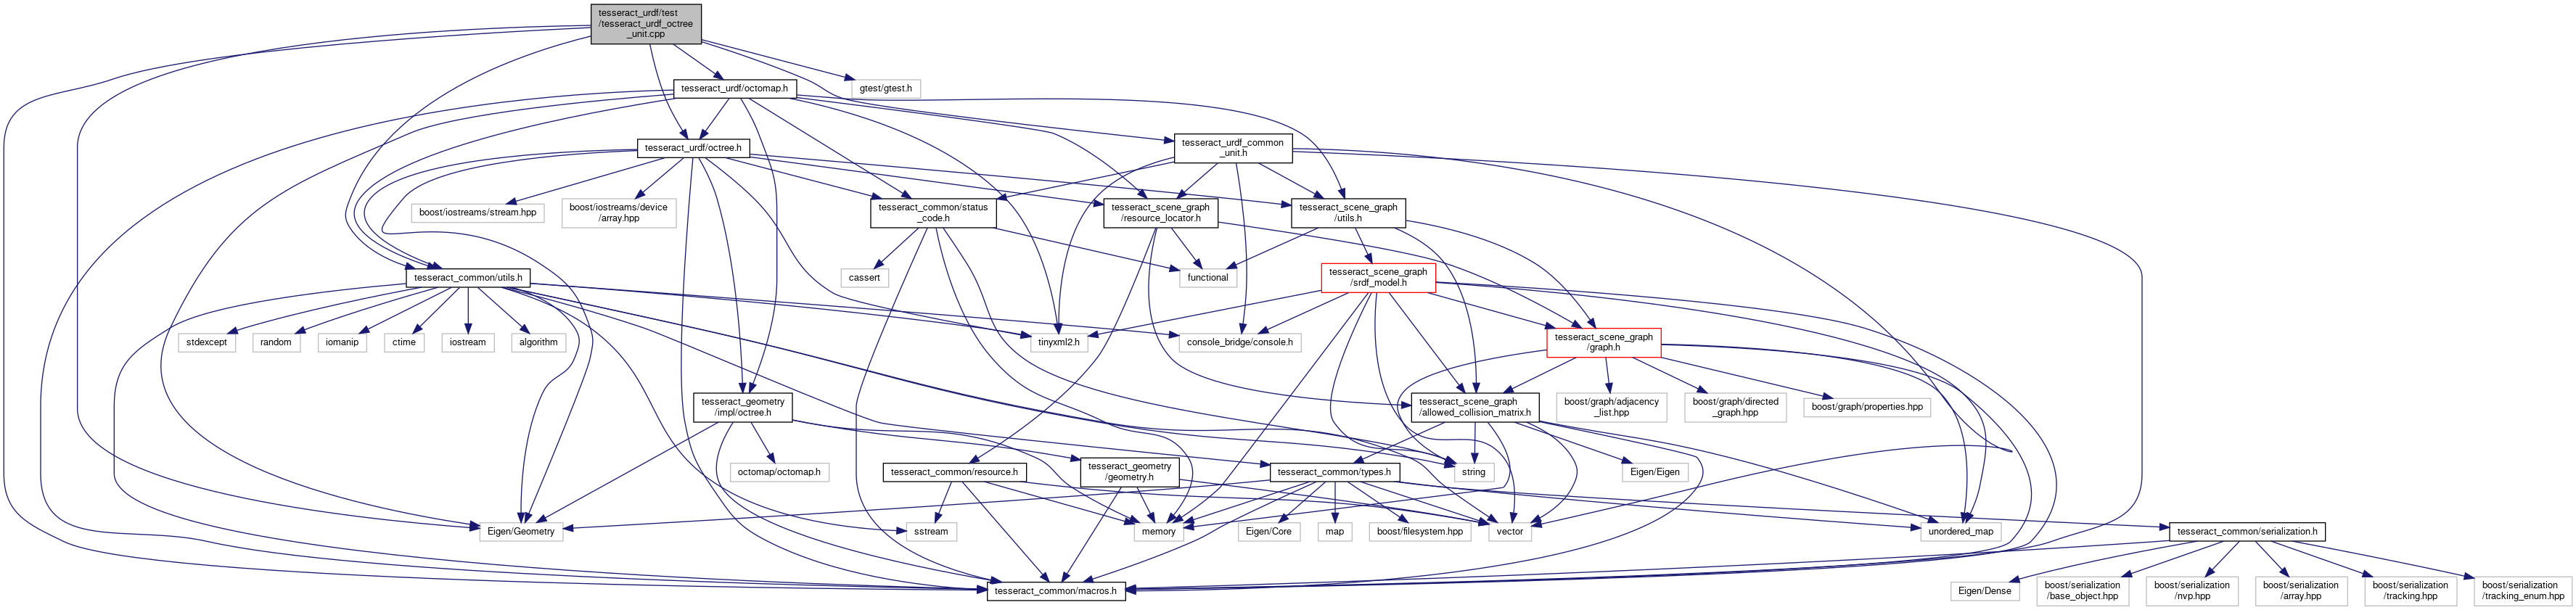 tesseract_urdf/test
/tesseract_urdf_octree
_unit.cpp
tesseract_urdf/octomap.h
gtest/gtest.h
tesseract_urdf/octree.h
tesseract_urdf_common
_unit.h
boost/iostreams/stream.hpp
boost/iostreams/device
/array.hpp
tesseract_common/status
_code.h
tesseract_scene_graph
/resource_locator.h
tesseract_scene_graph
/utils.h
tesseract_common/utils.h
cassert
functional
tesseract_scene_graph
/srdf_model.h
stdexcept
random
iomanip
ctime
iostream
algorithm
tinyxml2.h
console_bridge/console.h
tesseract_scene_graph
/graph.h
tesseract_geometry
/impl/octree.h
tesseract_scene_graph
/allowed_collision_matrix.h
boost/graph/adjacency
_list.hpp
boost/graph/directed
_graph.hpp
boost/graph/properties.hpp
octomap/octomap.h
tesseract_common/resource.h
tesseract_geometry
/geometry.h
tesseract_common/types.h
string
Eigen/Eigen
Eigen/Geometry
sstream
memory
Eigen/Core
map
boost/filesystem.hpp
vector
unordered_map
tesseract_common/serialization.h
tesseract_common/macros.h
Eigen/Dense
boost/serialization
/base_object.hpp
boost/serialization
/nvp.hpp
boost/serialization
/array.hpp
boost/serialization
/tracking.hpp
boost/serialization
/tracking_enum.hpp